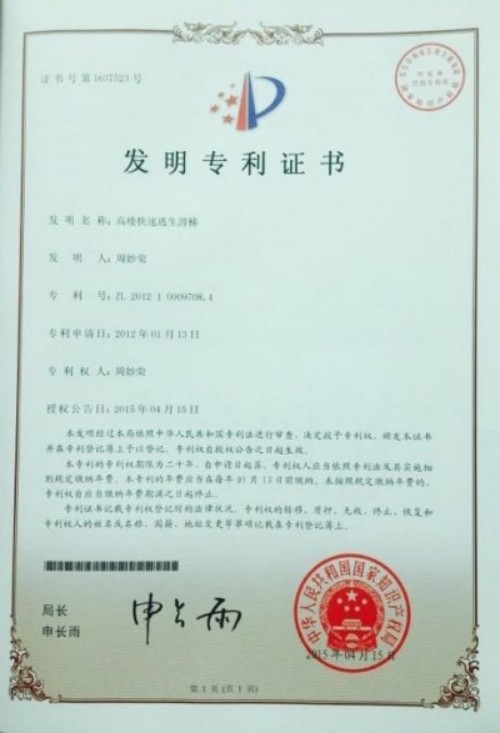 证书号第1637523号
发明专利证书
发 明 名 称：高楼快速逃生滑梯
发 明 人：周妙荣
专 利 号：ZL 2012 1 0009708.4
专利申请日：2012年01月13日
专 利 权 人：周妙荣
授权公告日：2015年04月15日
本发明经过本局依照中华人民共和国专利法进行审查，决定授予专利权，颁发本证书
并在专利登记簿上予以登记。专利权自授权公告之日起生效。
本专利的专利权期限为二十年，自申请日起算。专利权人应当依照专利法及其实施细
则规定缴纳年费。本专利的年费应当在每年01月13日前缴纳。未按照规定缴纳年费的，
专利权自应当缴纳年费期满之日起终止。
专利证书记载专利权登记时的法律状况。专利权的转移、质押、无效、终止、恢复和
专利权人的姓名或名称、国籍、地址变更等事项记载在专利登记簿上。
局长
申长雨
申长雨
中华人民共和国国家知识产权局
2015年04月15日
第1页(共1页)